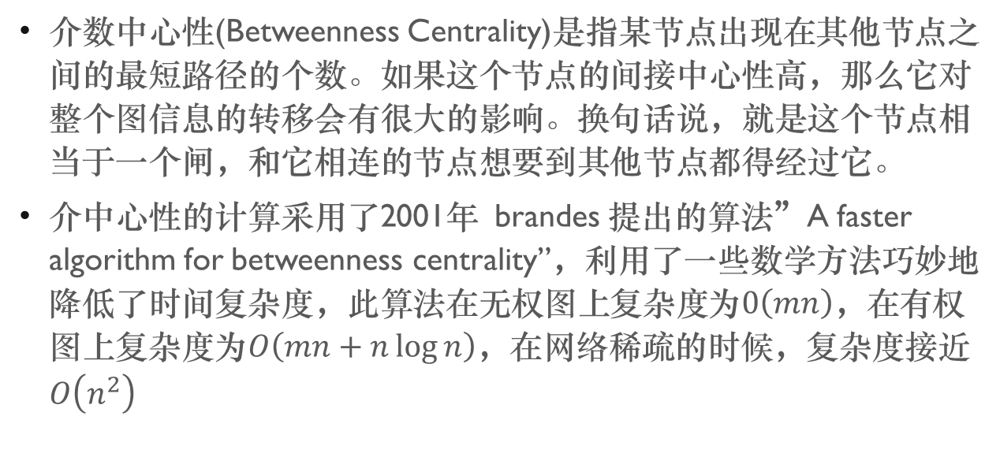 • 介数中心性(Betweenness Centrality)是指某节点出现在其他节点之
间的最短路径的个数。如果这个节点的间接中心性高，那么它对
整个图信息的转移会有很大的影响。换句话说，就是这个节点相
当于一个闸，和它相连的节点想要到其他节点都得经过它。
• 介中心性的计算采用了2001年 brandes 提出的算法”A faster
algorithm for betweenness centrality”，利用了一些数学方法巧妙地
降低了时间复杂度，此算法在无权图上复杂度为0(mn)，在有权
图上复杂度为O(mn + n log n)，在网络稀疏的时候，复杂度接近
O(n²)